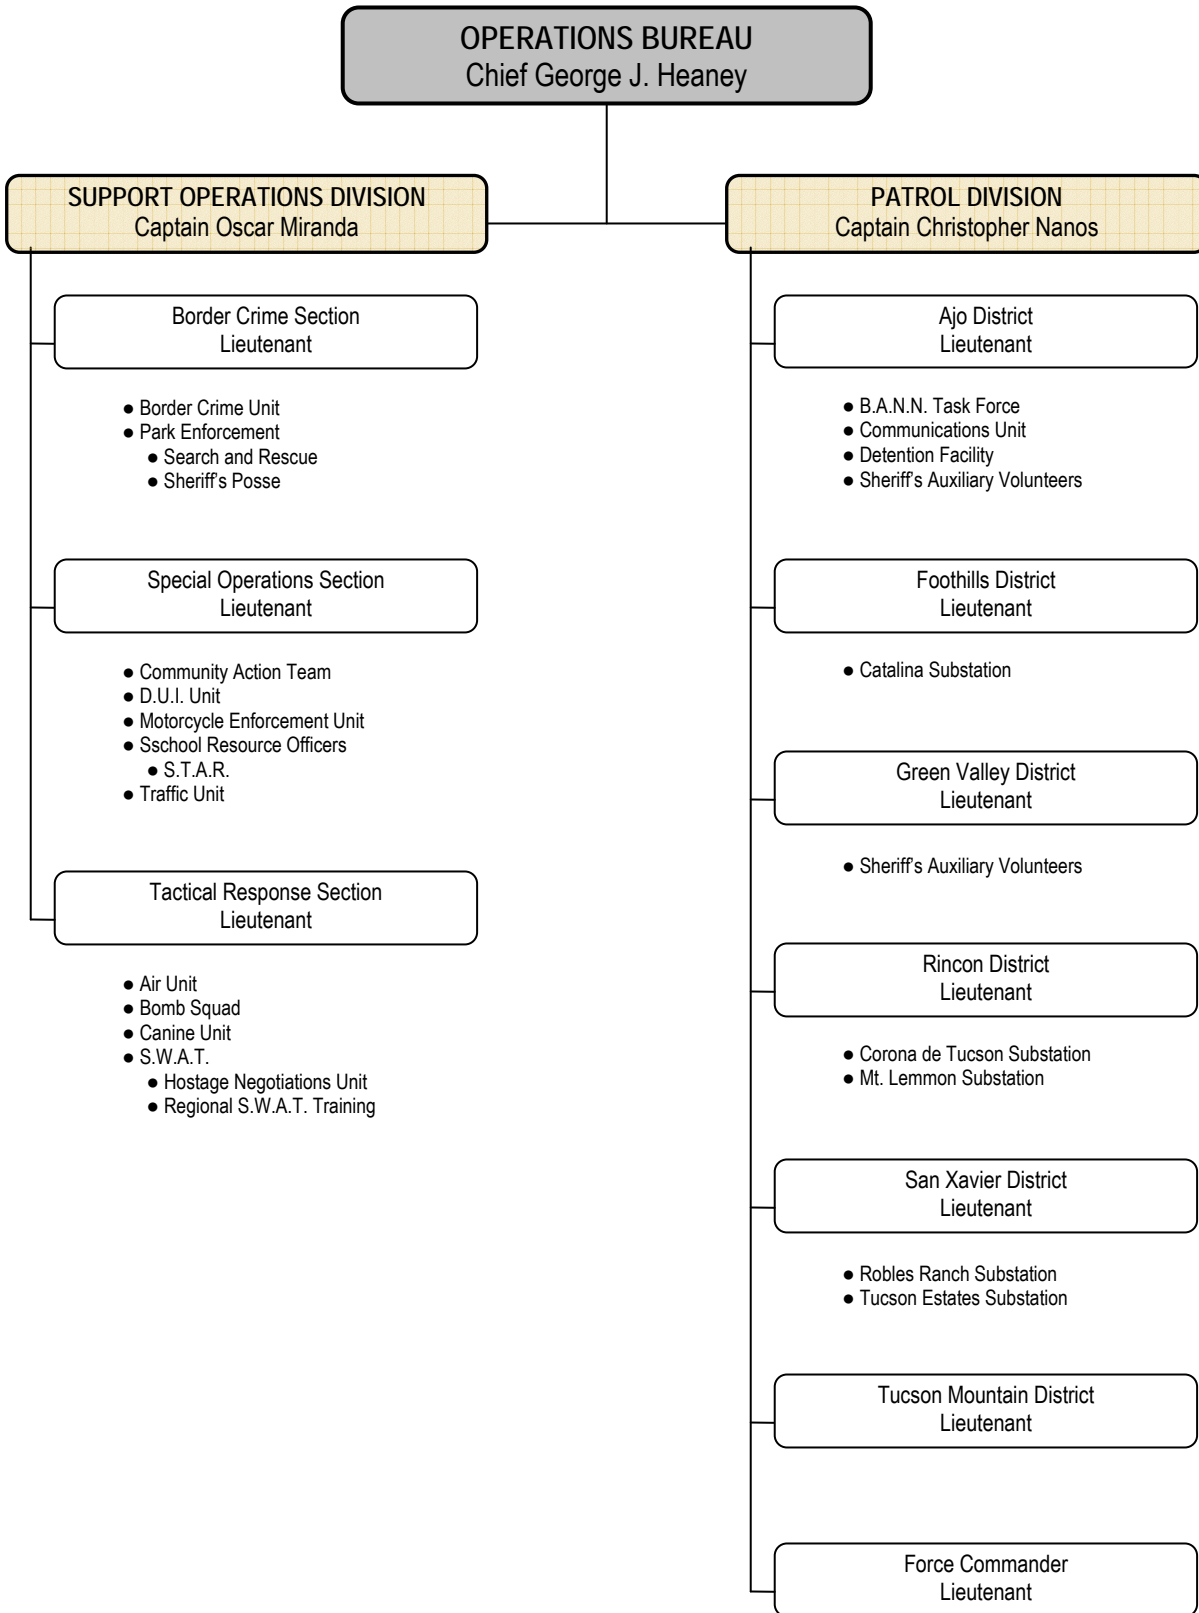 OPERATIONS BUREAU
Chief George J. Heaney
SUPPORT OPERATIONS DIVISION
Captain Oscar Miranda
Border Crime Section
Lieutenant
● Border Crime Unit
● Park Enforcement
● Search and Rescue
● Sheriff's Posse
Special Operations Section
Lieutenant
● Community Action Team
● D.U.I. Unit
● Motorcycle Enforcement Unit
● Sschool Resource Officers
● S.T.A.R.
● Traffic Unit
Tactical Response Section
Lieutenant
● Air Unit
● Bomb Squad
● Canine Unit
● S.W.A.T.
● Hostage Negotiations Unit
● Regional S.W.A.T. Training
PATROL DIVISION
Captain Christopher Nanos
Ajo District
Lieutenant
● B.A.N.N. Task Force
● Communications Unit
● Detention Facility
● Sheriff's Auxiliary Volunteers
Foothills District
Lieutenant
● Catalina Substation
Green Valley District
Lieutenant
● Sheriff's Auxiliary Volunteers
Rincon District
Lieutenant
● Corona de Tucson Substation
● Mt. Lemmon Substation
San Xavier District
Lieutenant
● Robles Ranch Substation
● Tucson Estates Substation
Tucson Mountain District
Lieutenant
Force Commander
Lieutenant